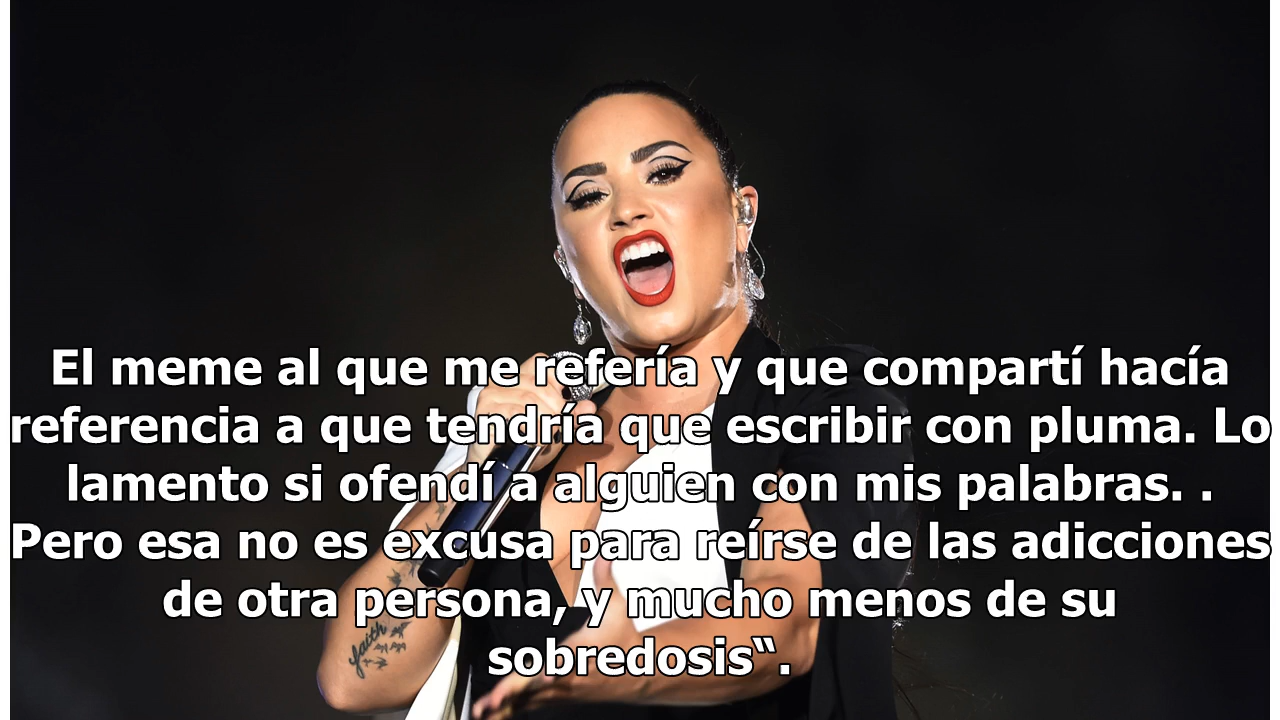 El meme al que me refería y que compartí hacía
referencia a que tendría que escribir con pluma. Lo
lamento si ofendí a alguien con mis palabras. .
Pero esa no es excusa para reírse de las adicciones
de otra persona, y mucho menos de su
sobredosis“.
faith